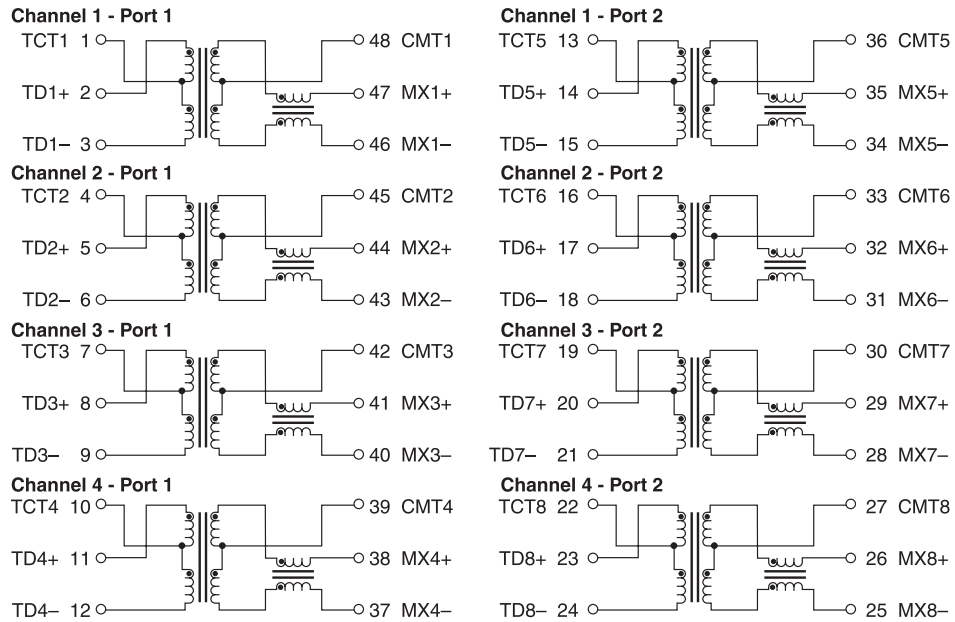 Channel 1 - Port 1
TCT1 1 48 CMT1
TD1+ 2 47 MX1+
TD1– 3 46 MX1–
Channel 2 - Port 1
TCT2 4 45 CMT2
TD2+ 5 44 MX2+
TD2– 6 43 MX2–
Channel 3 - Port 1
TCT3 7 42 CMT3
TD3+ 8 41 MX3+
TD3– 9 40 MX3–
Channel 4 - Port 1
TCT4 10 39 CMT4
TD4+ 11 38 MX4+
TD4– 12 37 MX4–
Channel 1 - Port 2
TCT5 13 36 CMT5
TD5+ 14 35 MX5+
TD5– 15 34 MX5–
Channel 2 - Port 2
TCT6 16 33 CMT6
TD6+ 17 32 MX6+
TD6– 18 31 MX6–
Channel 3 - Port 2
TCT7 19 30 CMT7
TD7+ 20 29 MX7+
TD7– 21 28 MX7–
Channel 4 - Port 2
TCT8 22 27 CMT8
TD8+ 23 26 MX8+
TD8– 24 25 MX8–